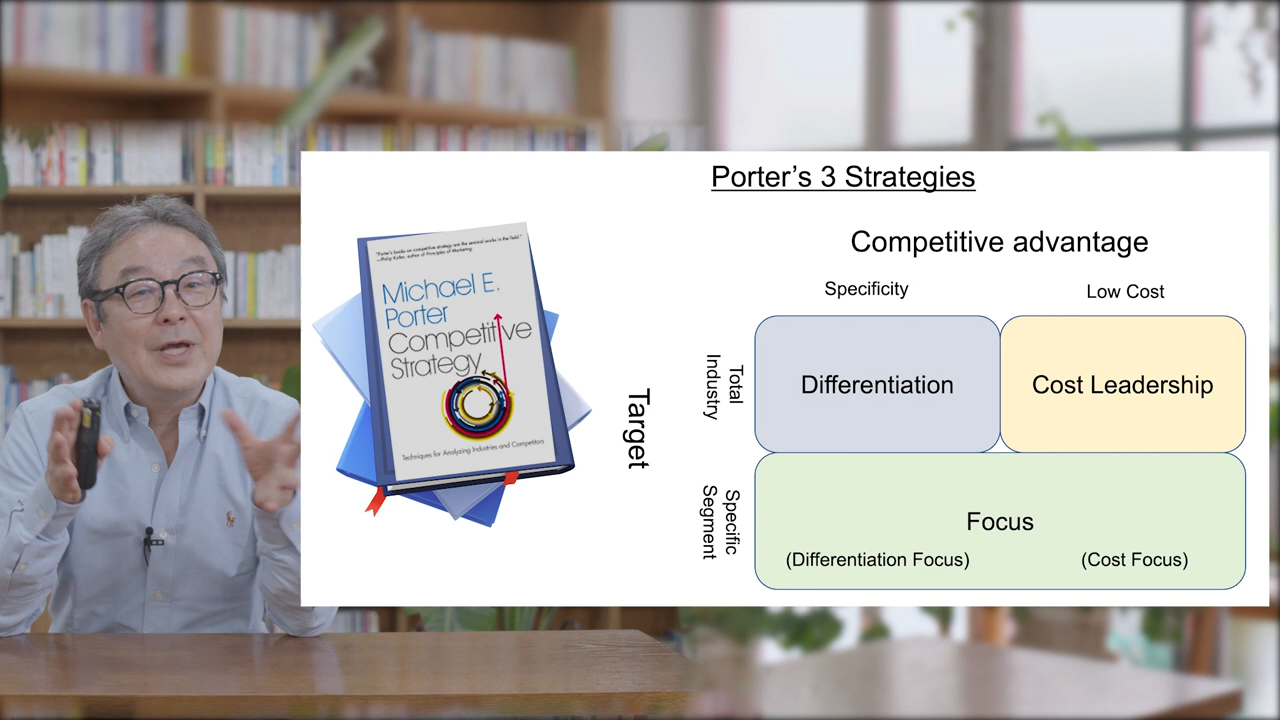 Porter’s 3 Strategies
"Porter's books on competitive strategy are the seminal works in the field."
—Philip Kotler, author of Principles of Marketing
Michael E.
Porter
Competitive
Strategy
Techniques for Analyzing Industries and Competitors
Competitive advantage
Specificity
Low Cost
Target
Total
Industry
Differentiation
Cost Leadership
Specific
Segment
Focus
(Differentiation Focus)
(Cost Focus)